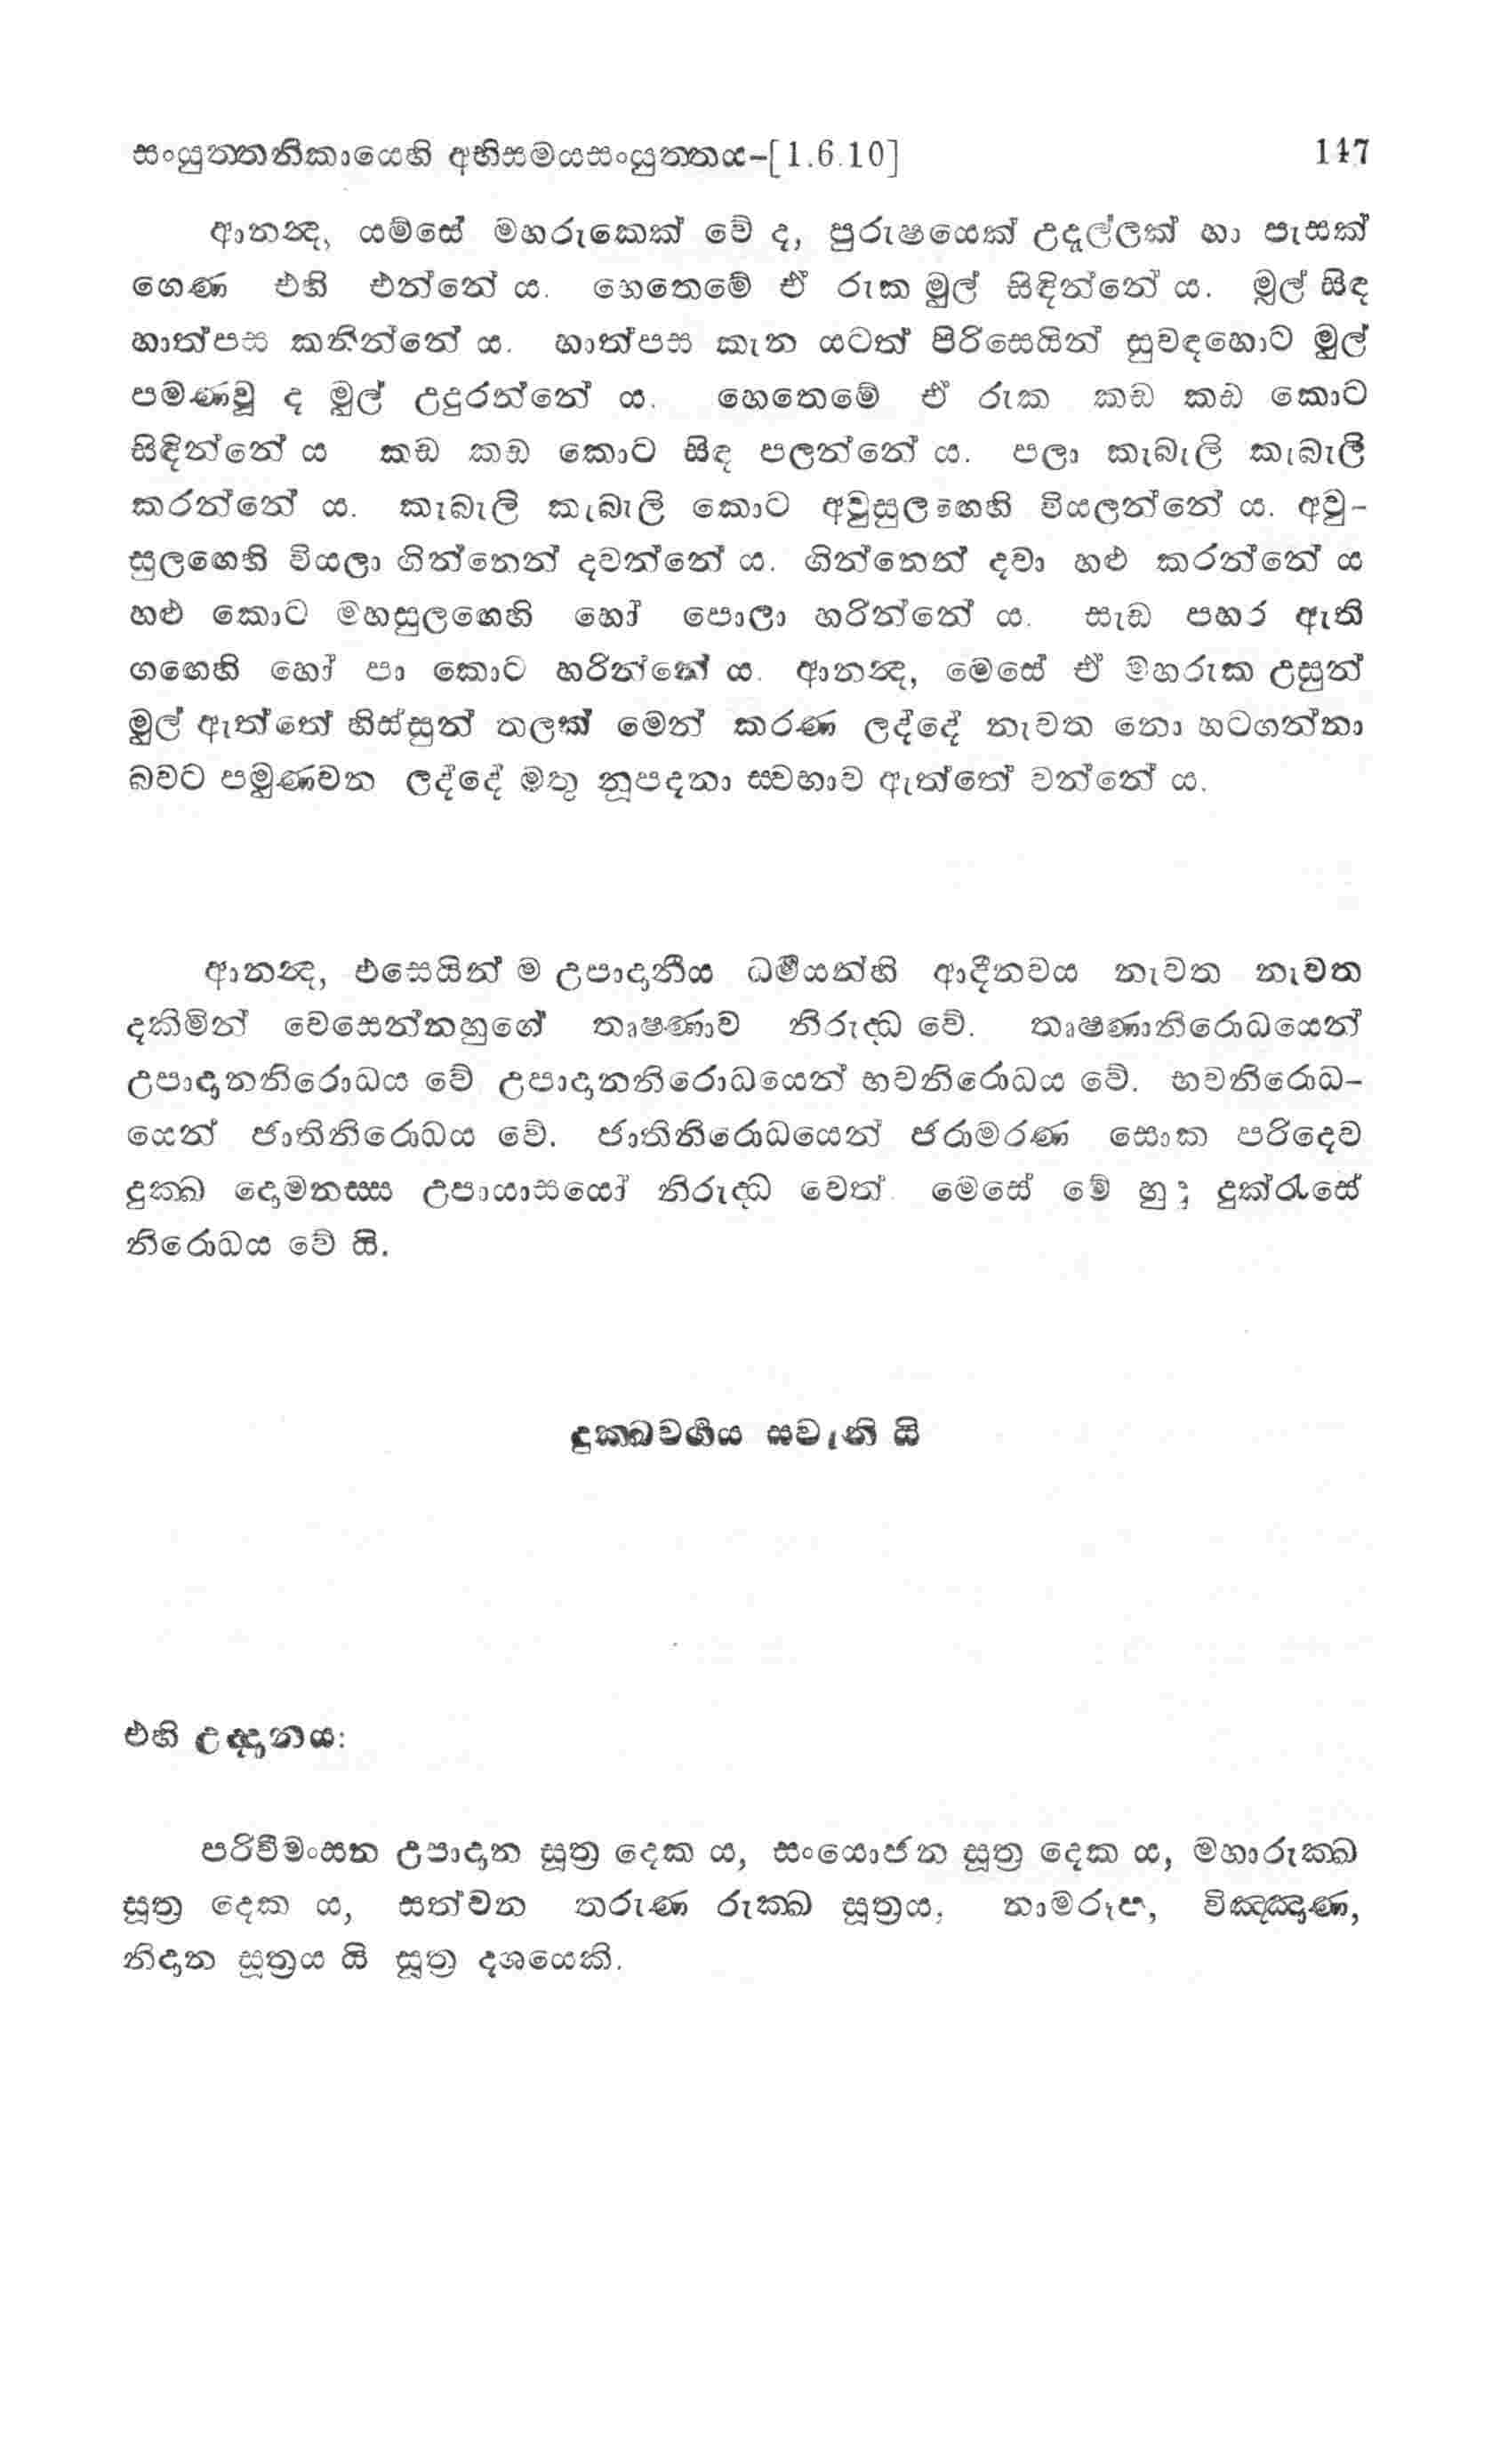 සංයුත්තනිකායෙහි අභිසමයසංයුත්තය-[1.6.10] 147
ආනන්‍ද, යම්සේ මහරුකෙක් වේ ද, පුරුෂයෙක් උදූල්ලක් හා පැසක්
ගෙණ එහි එන්නේ ය. හෙතෙමේ ඒ රුක මුල් සිඳින්නේ ය. මුල් සිඳ
හාත්පස කනින්නේ ය. හාත්පස කැන යටත් පිරිසෙයින් සුවඳහොට මුල්
පමණවූ ද මුල් උදුරන්නේ ය. හෙතෙමේ ඒ රුක කඩ කඩ කොට
සිඳින්නේ ය කඩ කඩ කොට සිඳ පලන්නේ ය. පලා කැබැලි කැබැලි
කරන්නේ ය. කැබැලි කැබැලි කොට අවුසුලඟෙහි වියලන්නේ ය. අවු-
සුලඟෙහි වියලා ගින්නෙන් දවන්නේ ය. ගින්නෙන් දවා හළු කරන්නේ ය
හළු කොට මහසුලඟෙහි හෝ පොලා හරින්නේ ය. සැඩ පහර ඇති
ගඟෙහි හෝ පා කොට හරින්නේ ය. ආනන්‍ද, මෙසේ ඒ මහරුක උසුන්
මුල් ඇත්තේ හිස්සුන් තලක් මෙන් කරණ ලද්දේ නැවත නො හටගන්නා
බවට පමුණවන ලද්දේ මතු නූපදනා ස්වභාව ඇත්තේ වන්නේ ය.
ආනන්‍ද, එසෙයින් ම උපාදානීය ධර්‍මයන්හි ආදීනවය නැවත නැවත
දකිමින් වෙසෙන්නහුගේ තෘෂ්ණාව නිරුද්ධ වේ. තෘෂ්ණානිරොධයෙන්
උපාදානනිරොධය වේ උපාදානනිරොධයෙන් භවනිරොධය වේ. භවනිරොධ-
යෙන් ජාතිනිරොධය වේ. ජාතිනිරොධයෙන් ජරාමරණ සොක පරිදෙව
දුක්ඛ දොමනස්ස උපායාසයෝ නිරුද්ධ වෙත්. මෙසේ මේ දුක්රැසේ
නිරොධය වේ යි.
දුක්ඛවර්‍ගය සවැනි යි
එහි උද්දානය:
පරිවීමංසන උපාදාන සූත්‍ර දෙක ය, සංයොජන සූත්‍ර දෙක ය, මහාරුක්ඛ
සූත්‍ර දෙක ය, සත්වන තරුණ රුක්ඛ සූත්‍රය, නාමරූප, විඤ්ඤාණ,
නිදාන සූත්‍රය යි සූත්‍ර දශයෙකි.